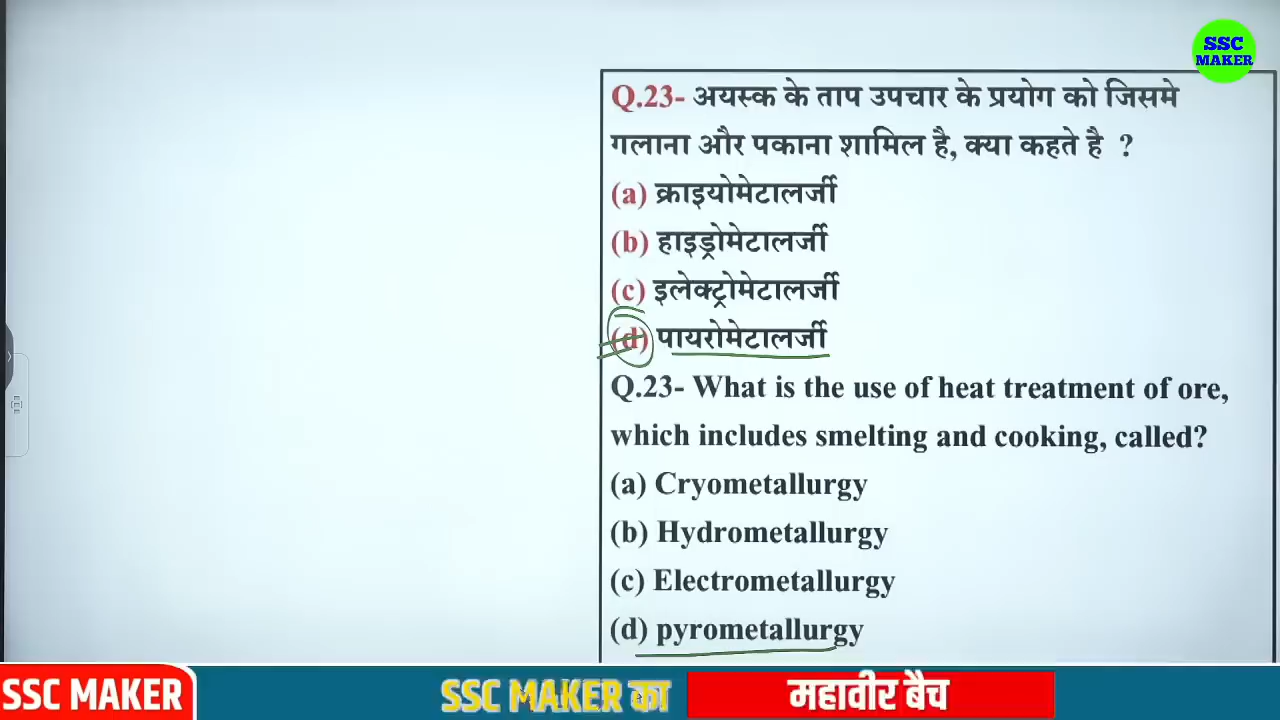 SSC
MAKER
Q.23- अयस्क के ताप उपचार के प्रयोग को जिसमे
गलाना और पकाना शामिल है, क्या कहते है ?
(a) क्राइयोमेटालर्जी
(b) हाइड्रोमेटालर्जी
(c) इलेक्ट्रोमेटालर्जी
(d) पायरोमेटालर्जी
Q.23- What is the use of heat treatment of ore,
which includes smelting and cooking, called?
(a) Cryometallurgy
(b) Hydrometallurgy
(c) Electrometallurgy
(d) pyrometallurgy
SSC MAKER
SSC MAKER का
महावीर बैच